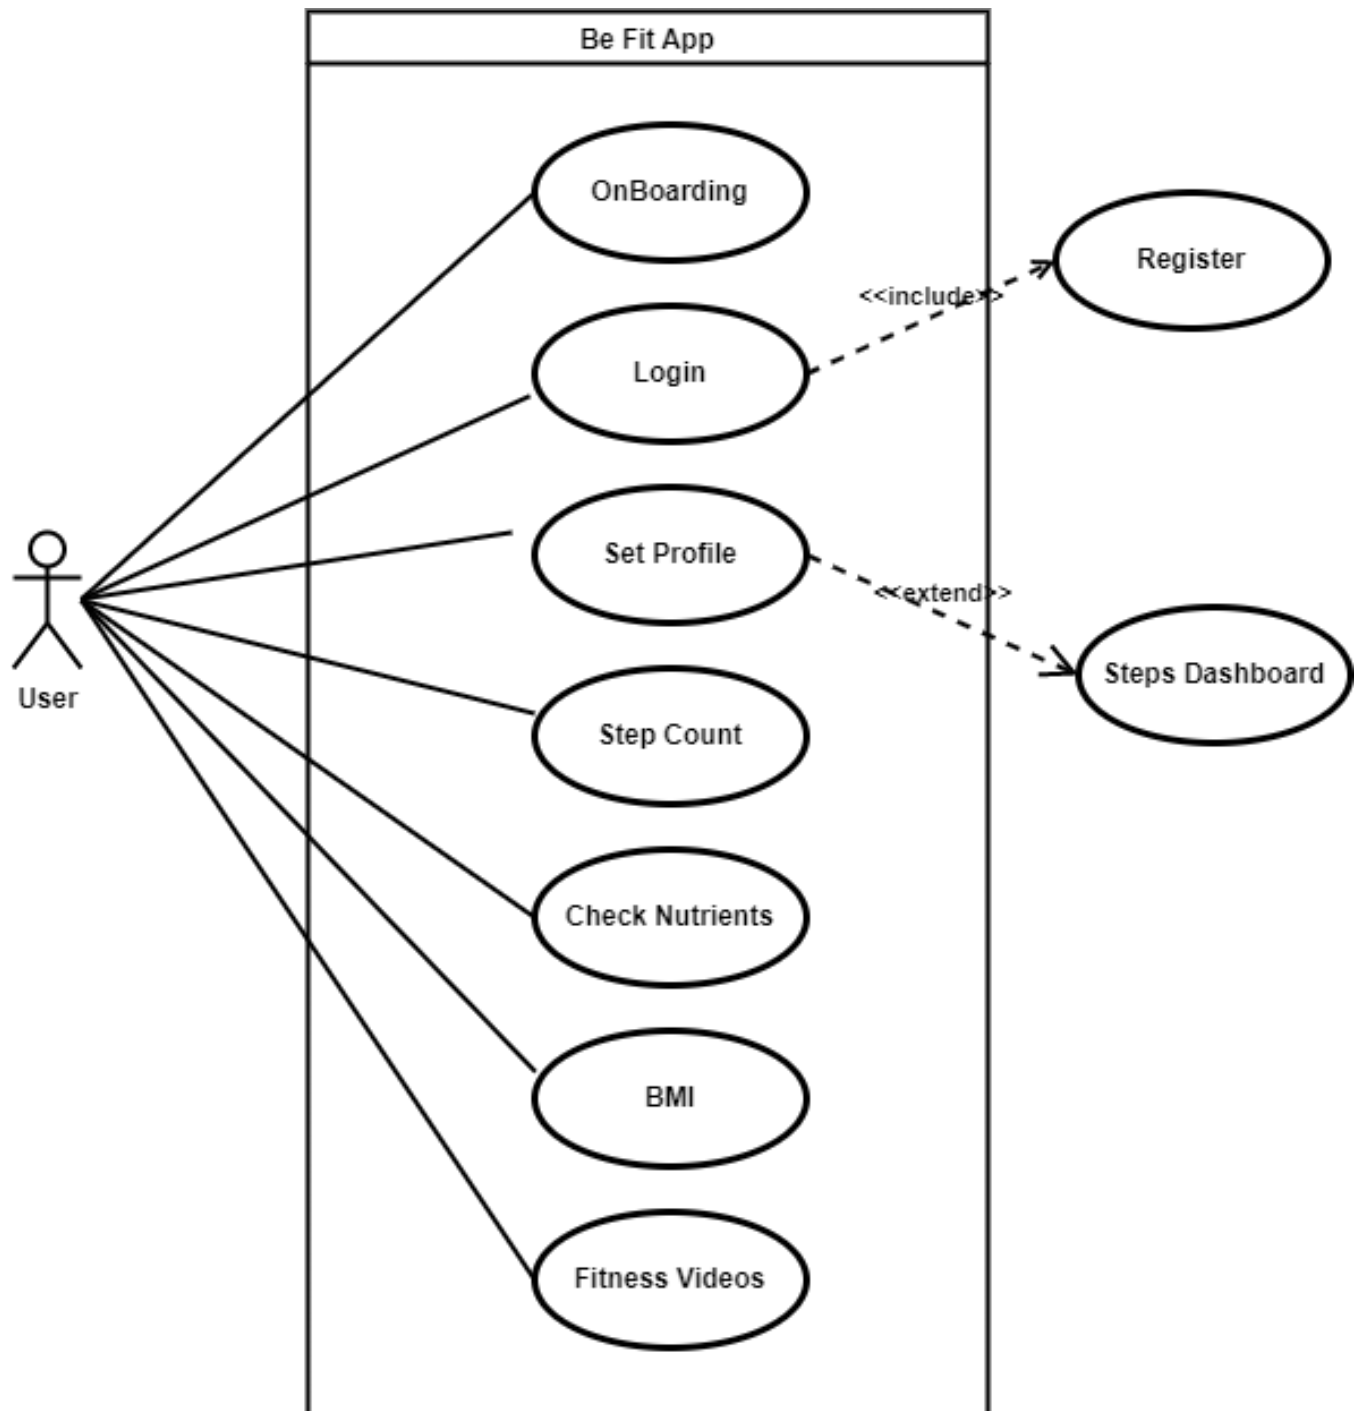 Be Fit App
OnBoarding
Register
<<include>>
Login
Set Profile
<<extend>>
Steps Dashboard
User
Step Count
Check Nutrients
BMI
Fitness Videos